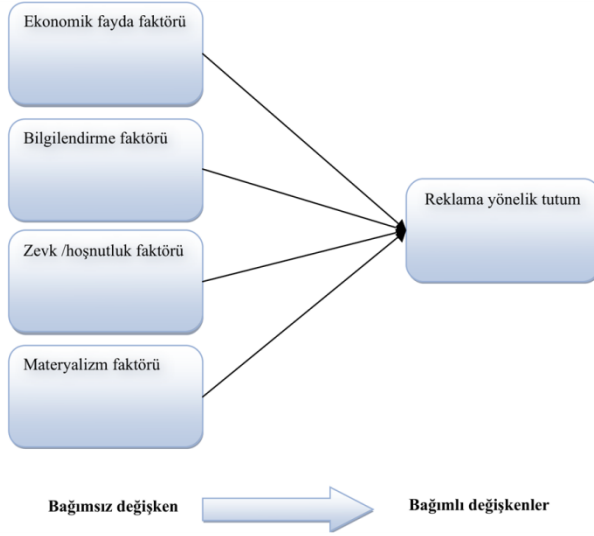 Ekonomik fayda faktörü
Bilgilendirme faktörü
Reklama yönelik tutum
Zevk /hoşnutluk faktörü
Materyalizm faktörü
Bağımsız değişken
Bağımlı değişkenler